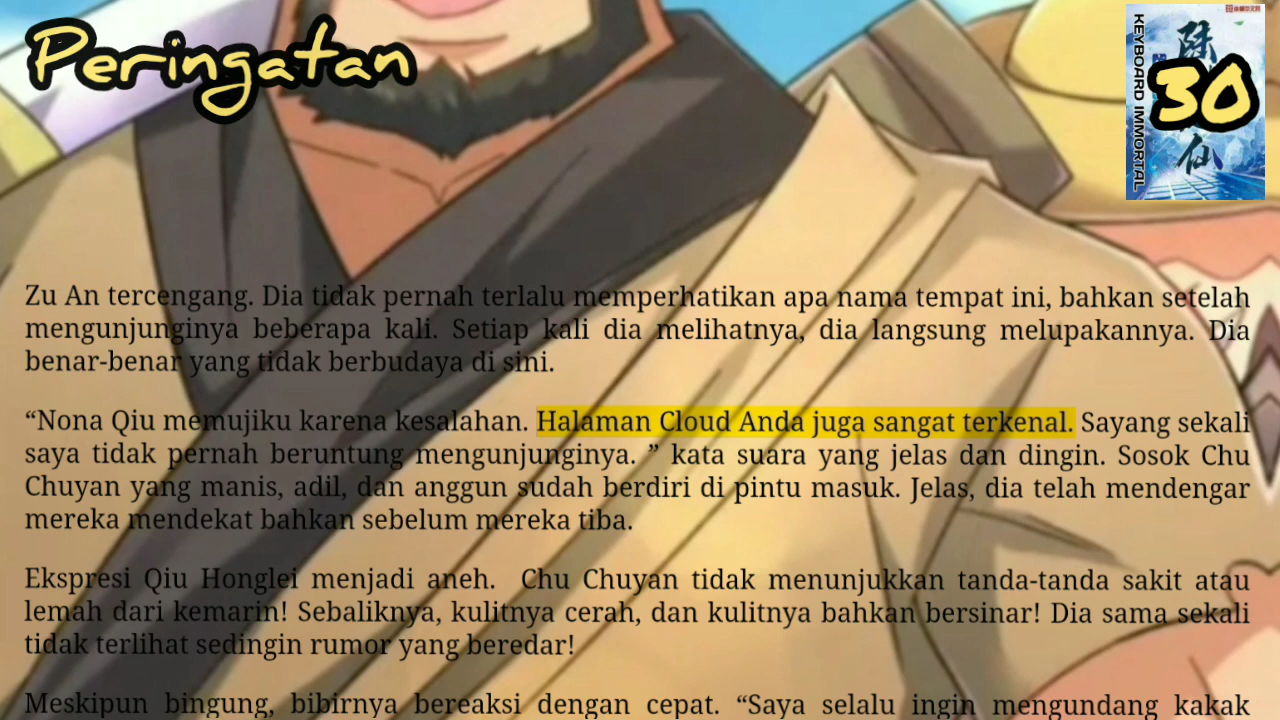 Peringatan
KEYBOARD IMMORTAL
30
仙
Zu An tercengang. Dia tidak pernah terlalu memperhatikan apa nama tempat ini, bahkan setelah
mengunjunginya beberapa kali. Setiap kali dia melihatnya, dia langsung melupakannya. Dia
benar-benar yang tidak berbudaya di sini.
“Nona Qiu memujiku karena kesalahan. Halaman Cloud Anda juga sangat terkenal. Sayang sekali
saya tidak pernah beruntung mengunjunginya. ” kata suara yang jelas dan dingin. Sosok Chu
Chuyan yang manis, adil, dan anggun sudah berdiri di pintu masuk. Jelas, dia telah mendengar
mereka mendekat bahkan sebelum mereka tiba.
Ekspresi Qiu Honglei menjadi aneh. Chu Chuyan tidak menunjukkan tanda-tanda sakit atau
lemah dari kemarin! Sebaliknya, kulitnya cerah, dan kulitnya bahkan bersinar! Dia sama sekali
tidak terlihat sedingin rumor yang beredar!
Meskipun bingung, bibirnya bereaksi dengan cepat. “Saya selalu ingin mengundang kakak